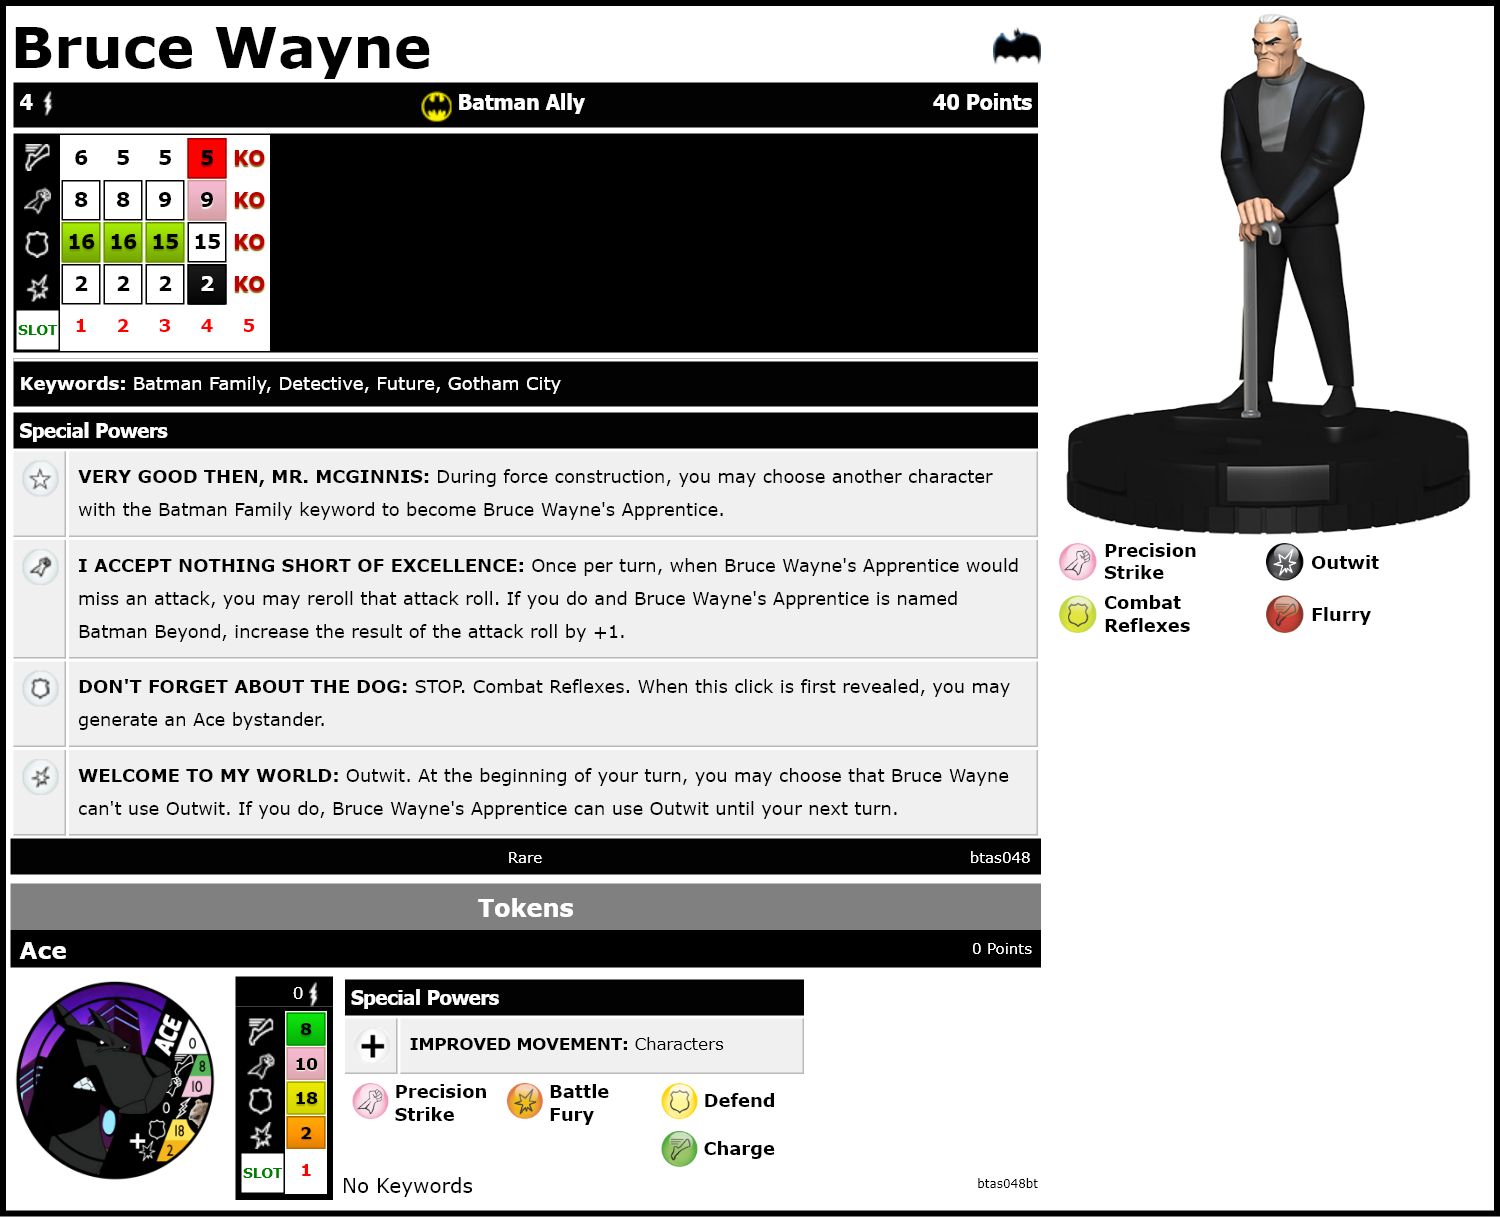 Bruce Wayne
4 Batman Ally 40 Points
6 5 5 5 KO
8 8 9 9 KO
16 16 15 15 KO
2 2 2 2 KO
SLOT 1 2 3 4 5
Keywords: Batman Family, Detective, Future, Gotham City
Special Powers
VERY GOOD THEN, MR. MCGINNIS: During force construction, you may choose another character
with the Batman Family keyword to become Bruce Wayne's Apprentice.
I ACCEPT NOTHING SHORT OF EXCELLENCE: Once per turn, when Bruce Wayne's Apprentice would
miss an attack, you may reroll that attack roll. If you do and Bruce Wayne's Apprentice is named
Batman Beyond, increase the result of the attack roll by +1.
DON'T FORGET ABOUT THE DOG: STOP. Combat Reflexes. When this click is first revealed, you may
generate an Ace bystander.
WELCOME TO MY WORLD: Outwit. At the beginning of your turn, you may choose that Bruce Wayne
can't use Outwit. If you do, Bruce Wayne's Apprentice can use Outwit until your next turn.
Rare btas048
Precision
Strike
Outwit
Combat
Reflexes
Flurry
Tokens
Ace 0 Points
ACE
0
8
10
0
18
2
0
8
10
18
2
SLOT 1
Special Powers
IMPROVED MOVEMENT: Characters
Precision
Strike
Battle
Fury
Defend
Charge
No Keywords
btas048bt